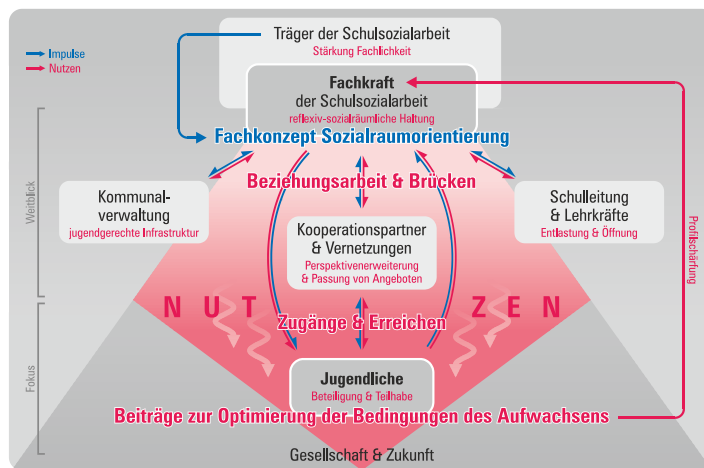 Träger der Schulsozialarbeit
Stärkung Fachlichkeit
Impulse
Nutzen
Fachkraft
der Schulsozialarbeit
reflexiv-sozialräumliche Haltung
Fachkonzept Sozialraumorientierung
Beziehungsarbeit & Brücken
Weitblick
Kommunal-
verwaltung
jugendgerechte Infrastruktur
Kooperationspartner
& Vernetzungen
Perspektivenerweiterung
& Passung von Angeboten
Schulleitung
& Lehrkräfte
Entlastung & Öffnung
Profilschärfung
NUTZEN
Zugänge & Erreichen
Fokus
Jugendliche
Beteiligung & Teilhabe
Beiträge zur Optimierung der Bedingungen des Aufwachsens
Gesellschaft & Zukunft